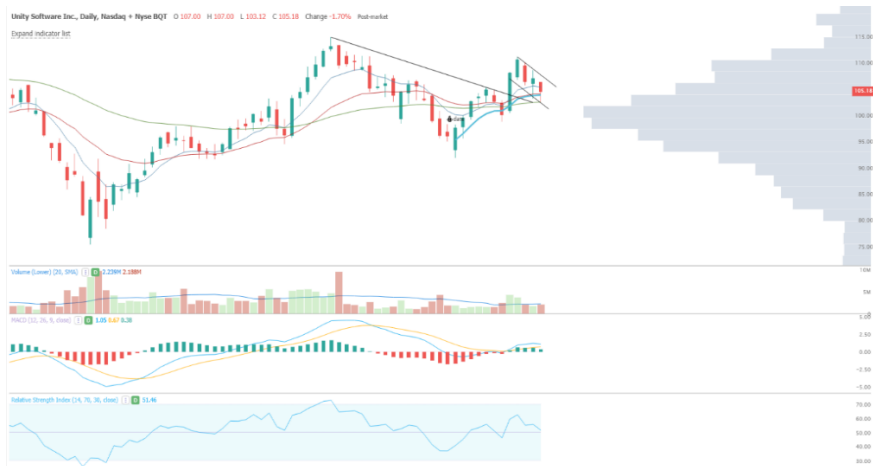 Unity Software Inc., Daily, Nasdaq + Nyse BQT O 107.00 H 107.00 L 103.12 C 105.18 Change -1.70% Post-market
Expand indicator list
115.00
110.00
105.18
100.00
95.00
90.00
85.00
80.00
75.00
Volume (Lower) (20, SMA) D 2.239M 2.188M
10M
5M
0
MACD (12, 26, 9, close) D 1.05 0.67 0.38
5.00
2.50
0.00
-2.50
-5.00
Relative Strength Index (14, 70, 30, close) D 51.46
70.00
60.00
50.00
40.00
30.00